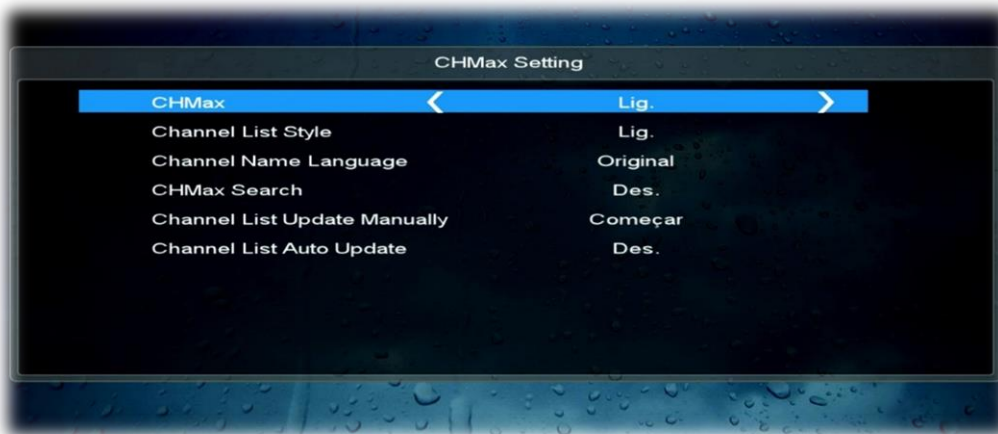 CHMax Setting
CHMax Lig.
Channel List Style Lig.
Channel Name Language Original
CHMax Search Des.
Channel List Update Manually Começar
Channel List Auto Update Des.